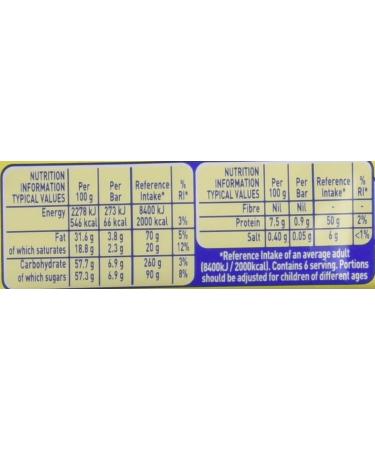 NUTRITION INFORMATION TYPICAL VALUES Per 100 g Per Bar Reference Intake* % RI*
Energy 2278 kJ 273 kJ 8400 kJ
546 kcal 66 kcal 2000 kcal 3%
Fat 31.6 g 3.8 g 70 g 5%
of which saturates 18.8 g 2.3 g 20 g 12%
Carbohydrate 57.7 g 6.9 g 260 g 3%
of which sugars 57.3 g 6.9 g 90 g 8%
NUTRITION INFORMATION TYPICAL VALUES Per 100 g Per Bar Reference Intake* % RI*
Fibre Nil Nil - -
Protein 7.5 g 0.9 g 50 g 2%
Salt 0.40 g 0.05 g 6 g <1%
*Reference Intake of an average adult
(8400kJ / 2000kcal). Contains 6 serving. Portions
should be adjusted for children of different ages